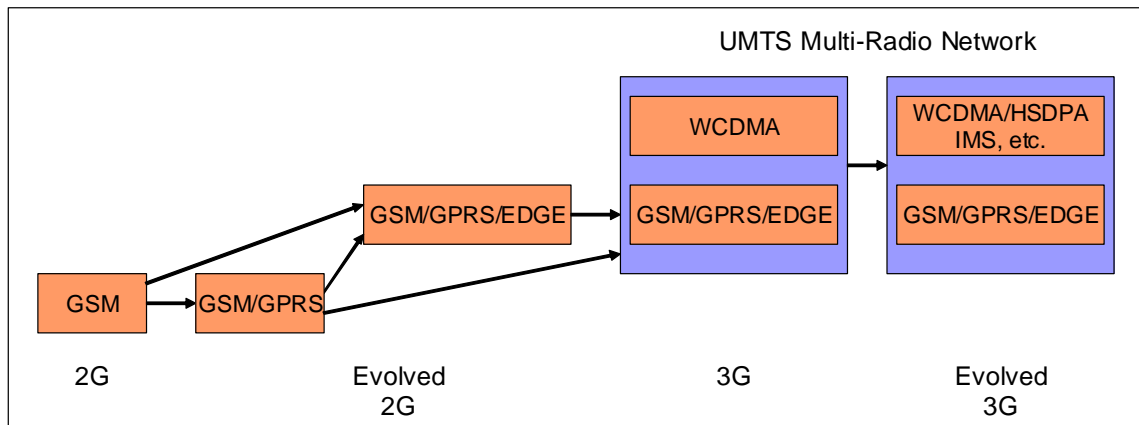 UMTS Multi-Radio Network
WCDMA
WCDMA/HSDPA
IMS, etc.
GSM/GPRS/EDGE
GSM/GPRS/EDGE
GSM/GPRS/EDGE
GSM
GSM/GPRS
2G
Evolved
2G
3G
Evolved
3G